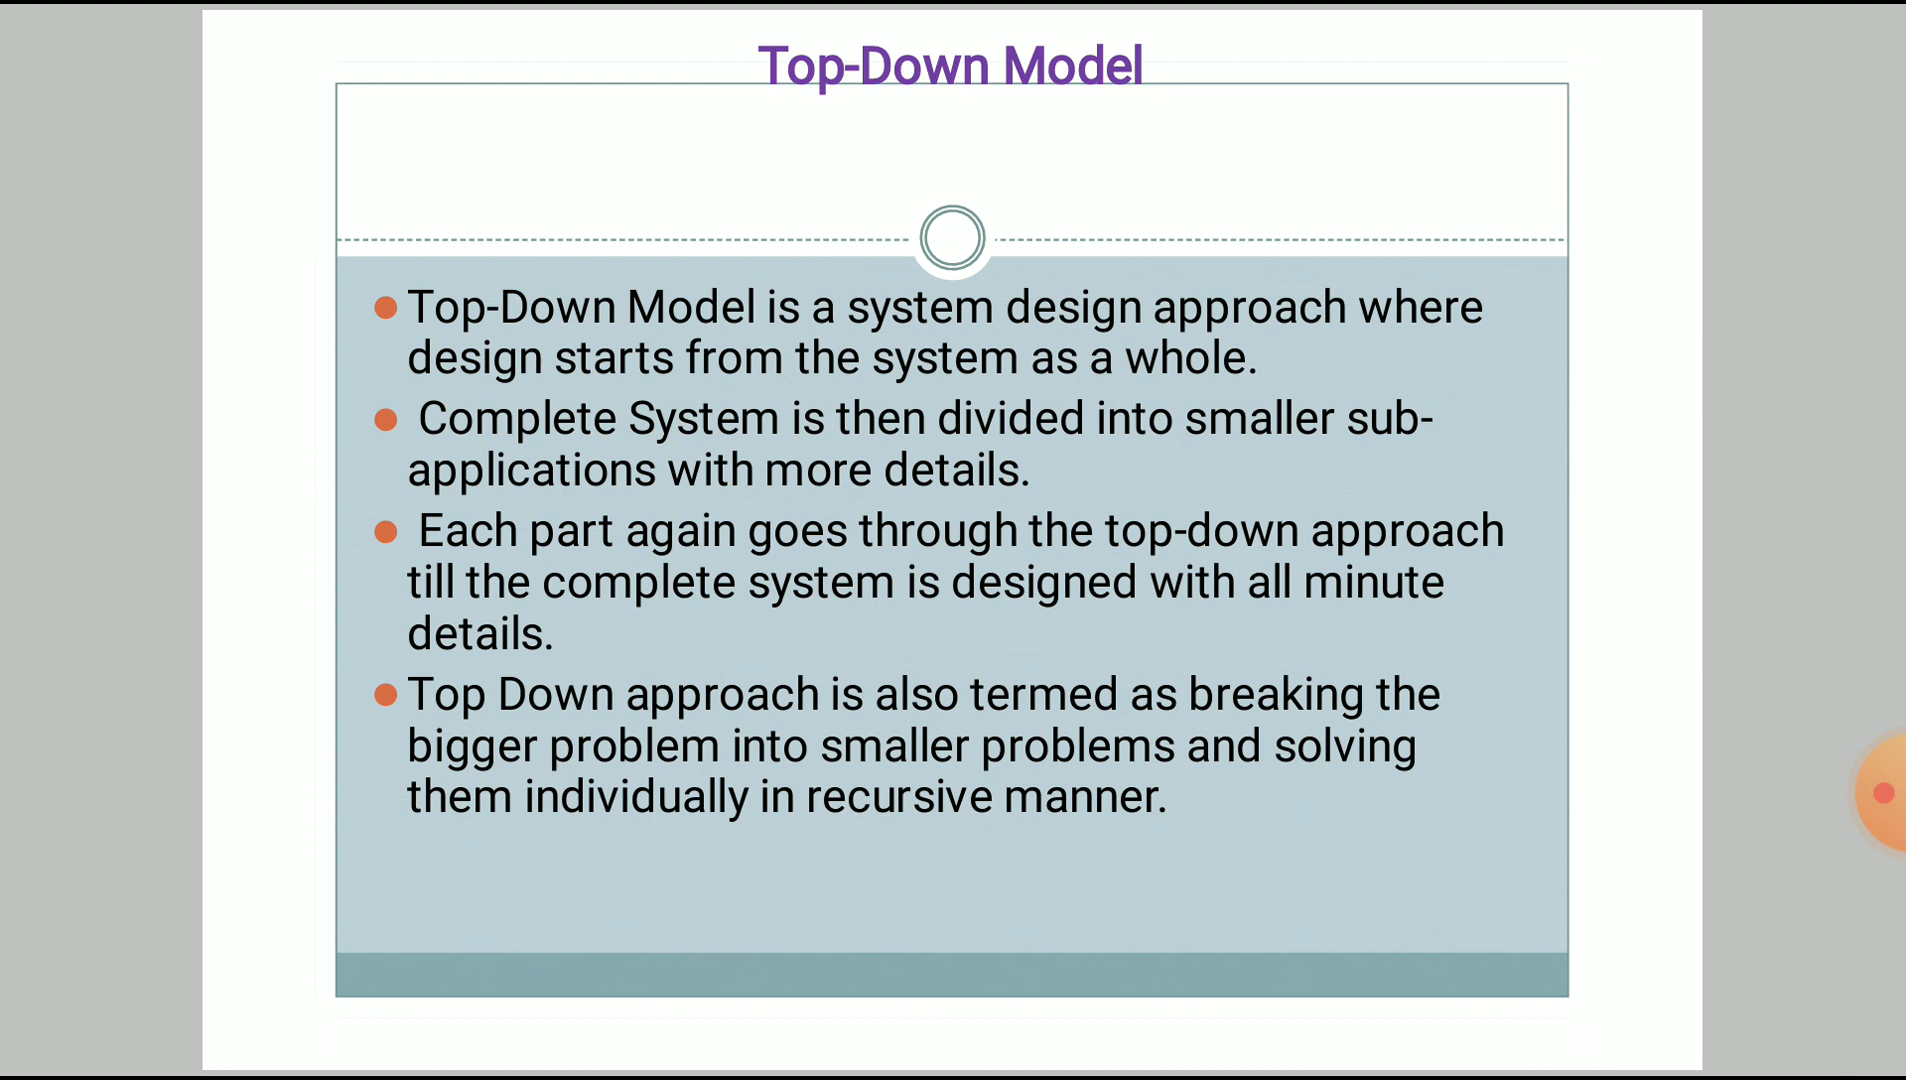 Top-Down Model
Top-Down Model is a system design approach where
design starts from the system as a whole.
Complete System is then divided into smaller sub-
applications with more details.
Each part again goes through the top-down approach
till the complete system is designed with all minute
details.
Top Down approach is also termed as breaking the
bigger problem into smaller problems and solving
them individually in recursive manner.